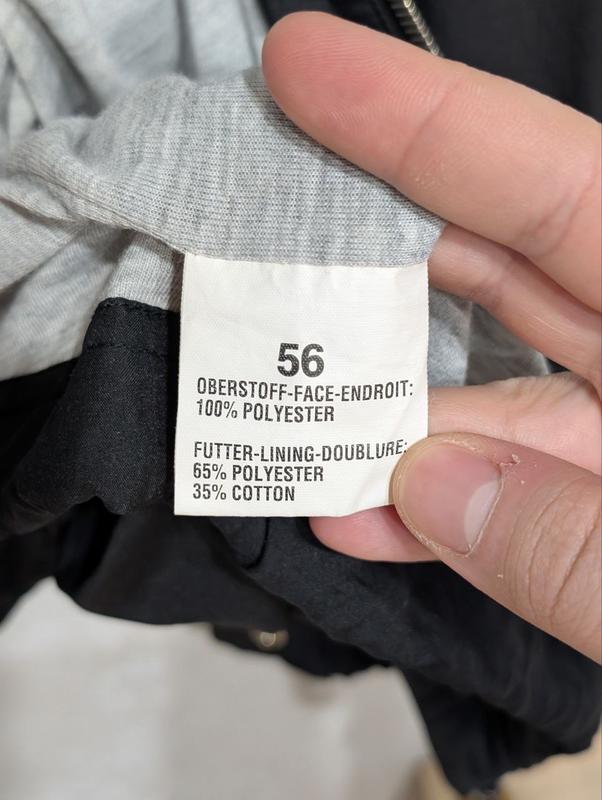 56
OBERSTOFF-FACE-ENDROIT:
100% POLYESTER
FUTTER-LINING-DOUBLURE:
65% POLYESTER
35% COTTON